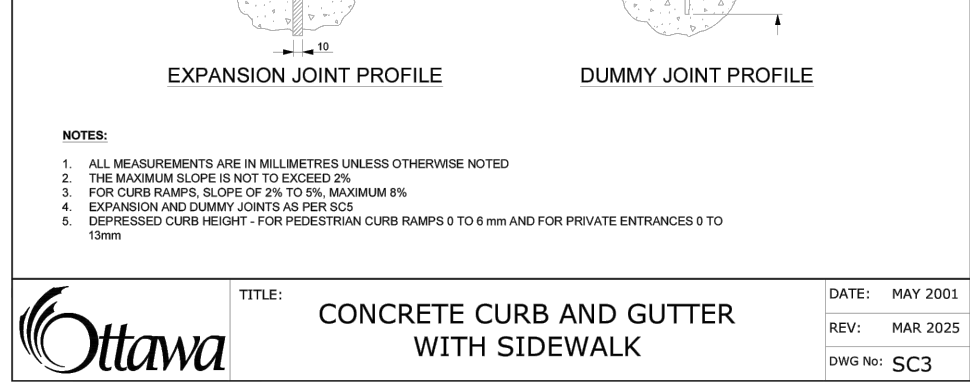 10
EXPANSION JOINT PROFILE
DUMMY JOINT PROFILE
NOTES:
1. ALL MEASUREMENTS ARE IN MILLIMETRES UNLESS OTHERWISE NOTED
2. THE MAXIMUM SLOPE IS NOT TO EXCEED 2%
3. FOR CURB RAMPS, SLOPE OF 2% TO 5%, MAXIMUM 8%
4. EXPANSION AND DUMMY JOINTS AS PER SC5
5. DEPRESSED CURB HEIGHT - FOR PEDESTRIAN CURB RAMPS 0 TO 6 mm AND FOR PRIVATE ENTRANCES 0 TO
13mm
Ottawa
TITLE:
CONCRETE CURB AND GUTTER
WITH SIDEWALK
DATE: MAY 2001
REV: MAR 2025
DWG No: SC3